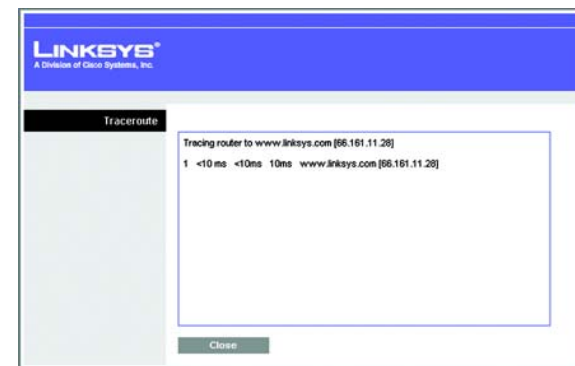 LINKSYS®
A Division of Cisco Systems, Inc.
Traceroute
Tracing router to www.linksys.com [66.161.11.28]
1 <10 ms <10ms 10ms www.linksys.com [66.161.11.28]
Close